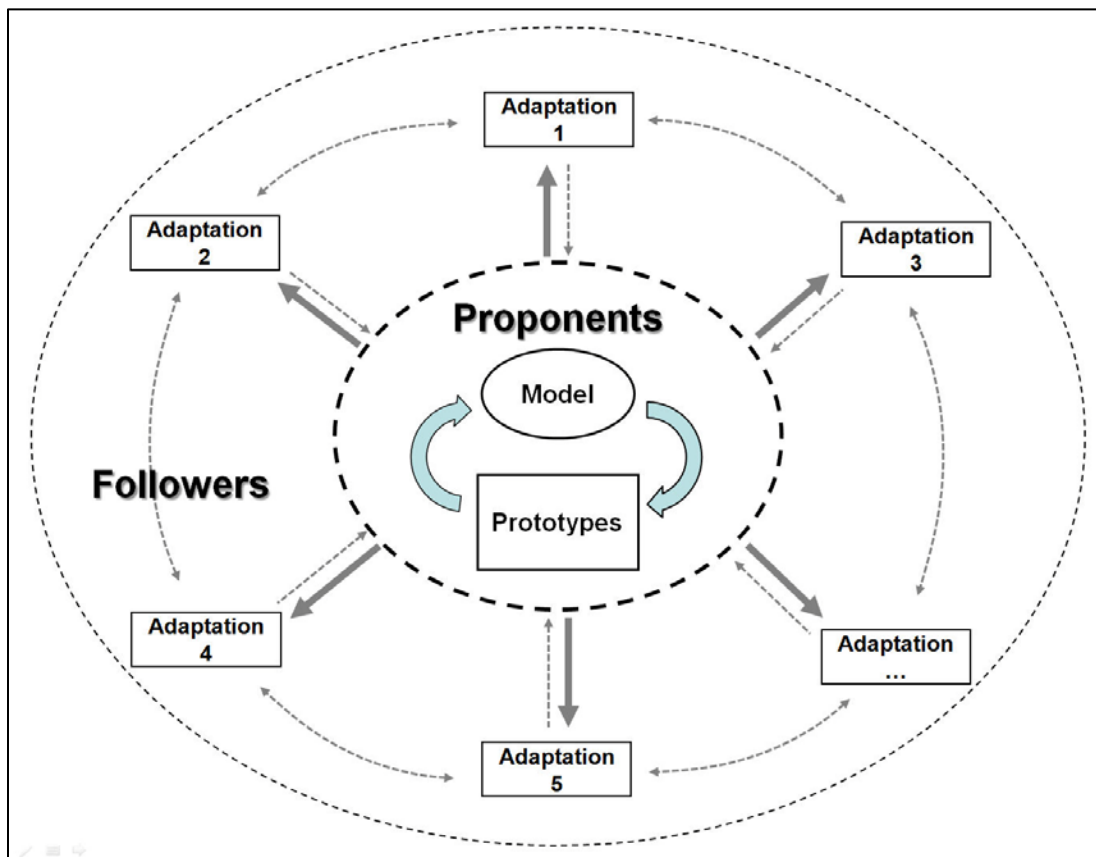 Adaptation
1
Adaptation
2
Adaptation
3
Proponents
Model
Followers
Prototypes
Adaptation
4
Adaptation
...
Adaptation
5